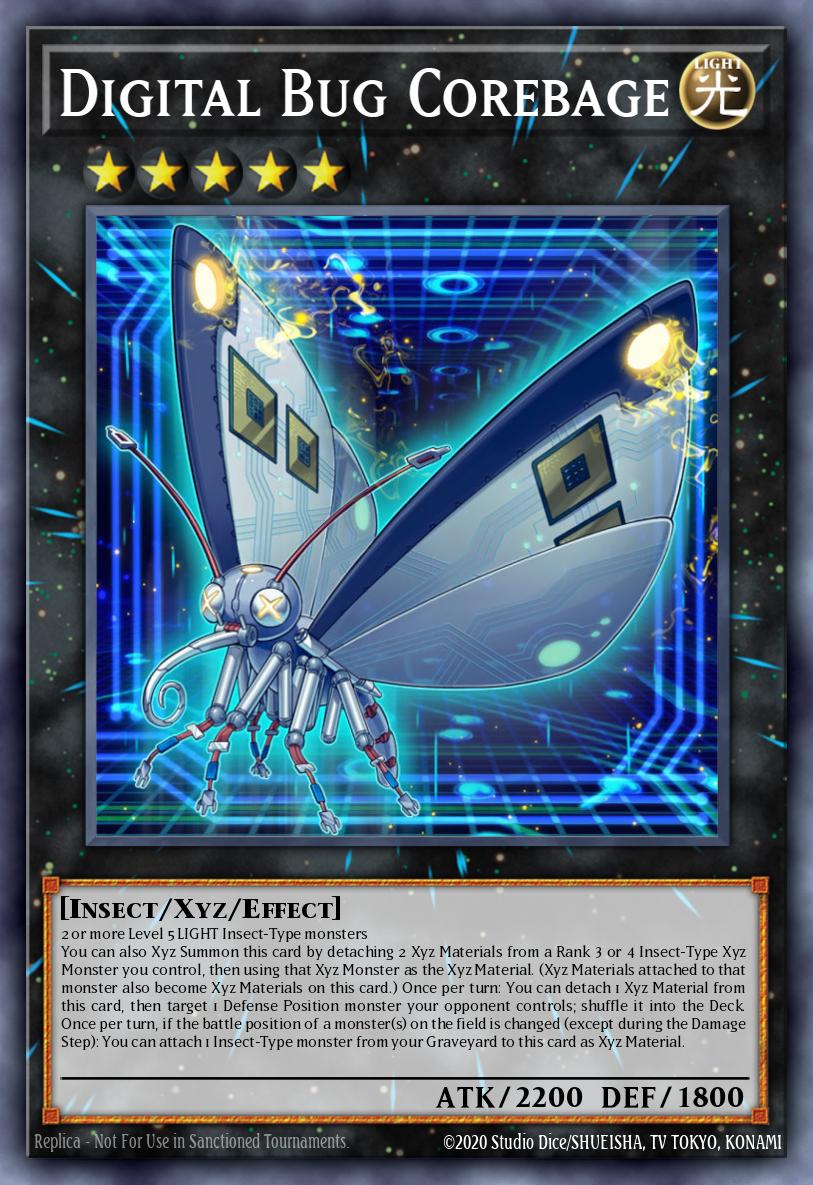 Digital Bug Corebage
LIGHT
光
[Insect/Xyz/Effect]
2 or more Level 5 LIGHT Insect-Type monsters
You can also Xyz Summon this card by detaching 2 Xyz Materials from a Rank 3 or 4 Insect-Type Xyz
Monster you control, then using that Xyz Monster as the Xyz Material. (Xyz Materials attached to that
monster also become Xyz Materials on this card.) Once per turn: You can detach 1 Xyz Material from
this card, then target 1 Defense Position monster your opponent controls; shuffle it into the Deck.
Once per turn, if the battle position of a monster(s) on the field is changed (except during the Damage
Step): You can attach 1 Insect-Type monster from your Graveyard to this card as Xyz Material.
ATK/2200 DEF/1800
Replica - Not For Use in Sanctioned Tournaments.
©2020 Studio Dice/SHUEISHA, TV TOKYO, KONAMI